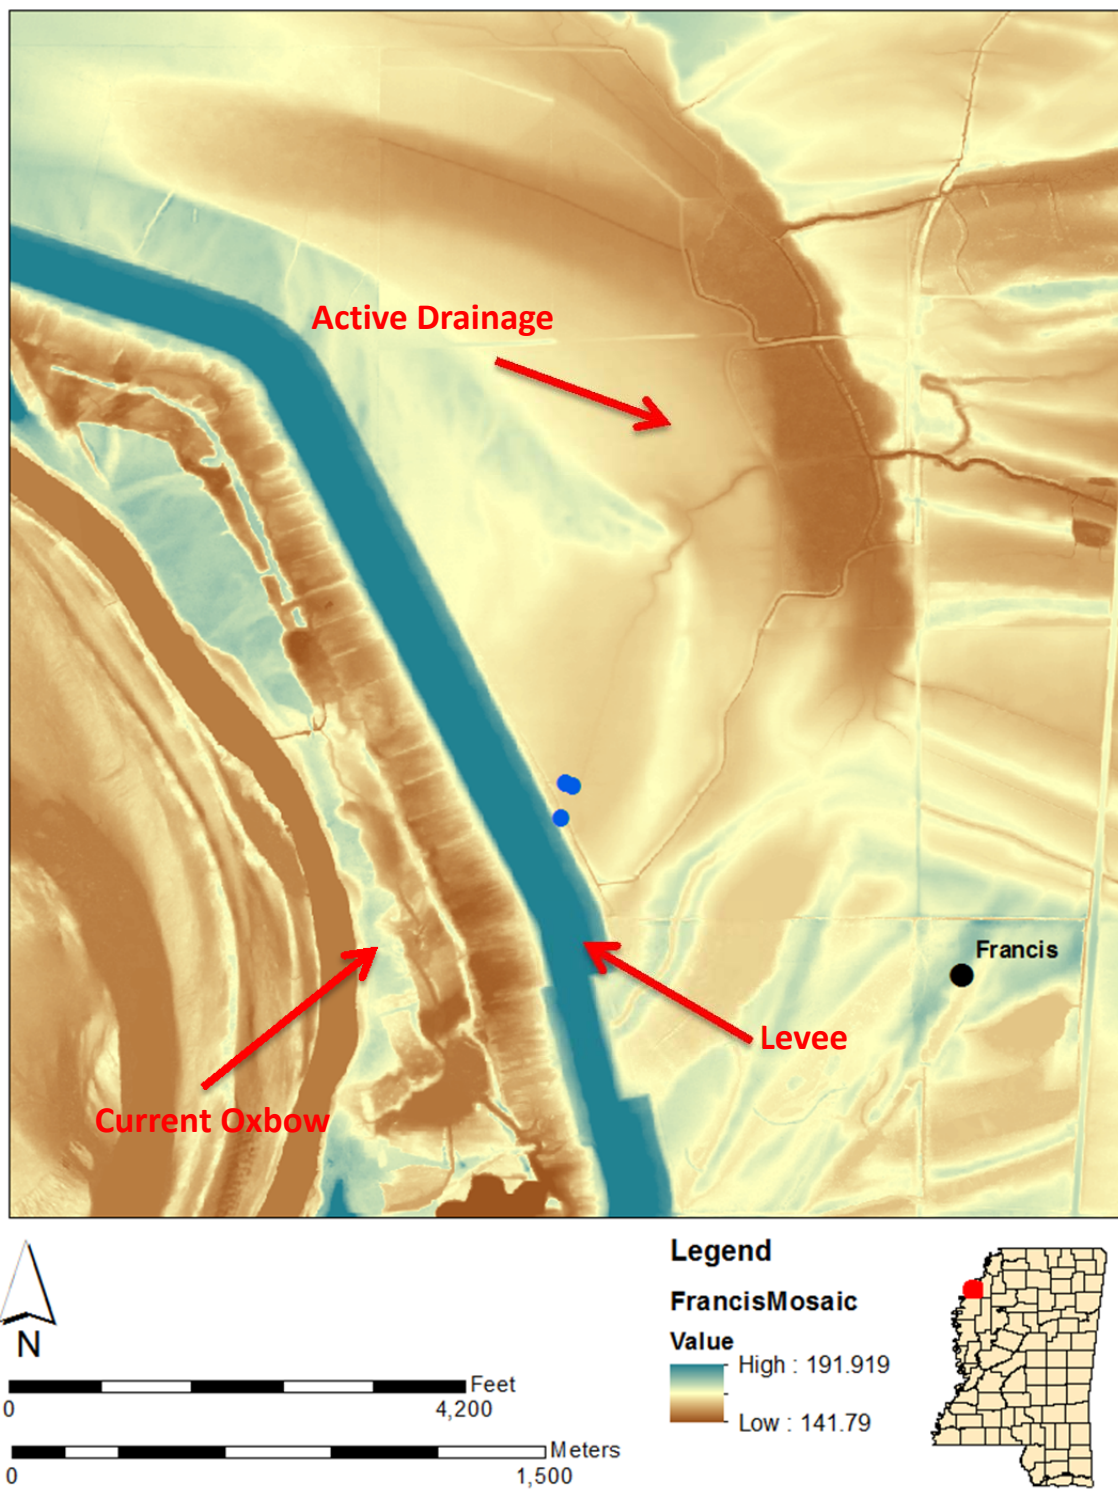 Active Drainage
Francis
Levee
Current Oxbow
N
Feet
0
4,200
Meters
0
1,500
Legend
FrancisMosaic
Value
High : 191.919
Low : 141.79